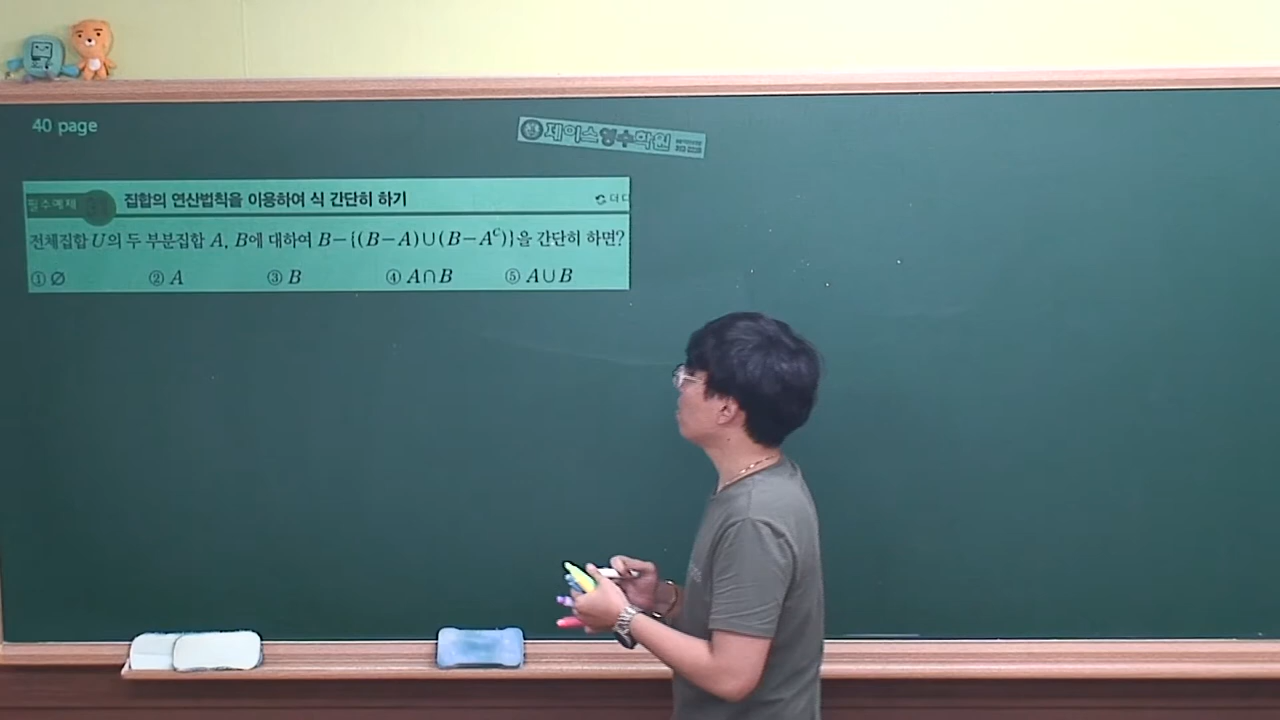 40 page
제이스영수학원
필수예제 31 집합의 연산법칙을 이용하여 식 간단히 하기
전체집합 U의 두 부분집합 A, B에 대하여 B−{(B−A)∪(B−Aᶜ)}을 간단히 하면?
① ∅ ② A ③ B ④ A∩B ⑤ A∪B